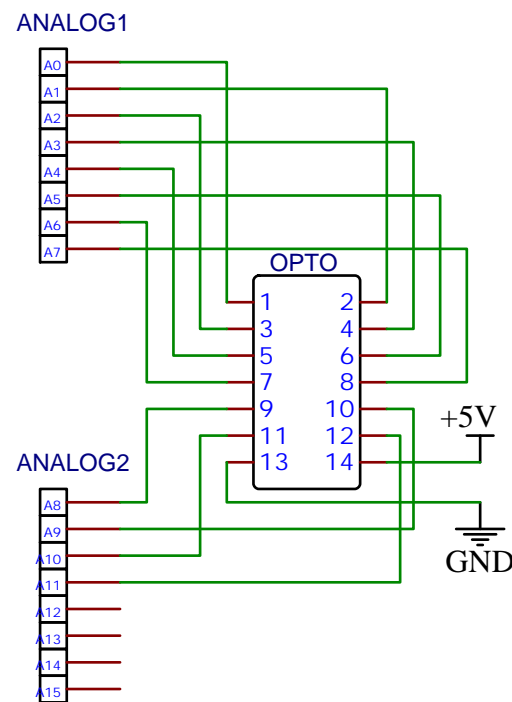 ANALOG1
A0
A1
A2
A3
A4
A5
A6
A7
OPTO
1 2
3 4
5 6
7 8
9 10
11 12
13 14
+5V
GND
ANALOG2
A8
A9
A10
A11
A12
A13
A14
A15